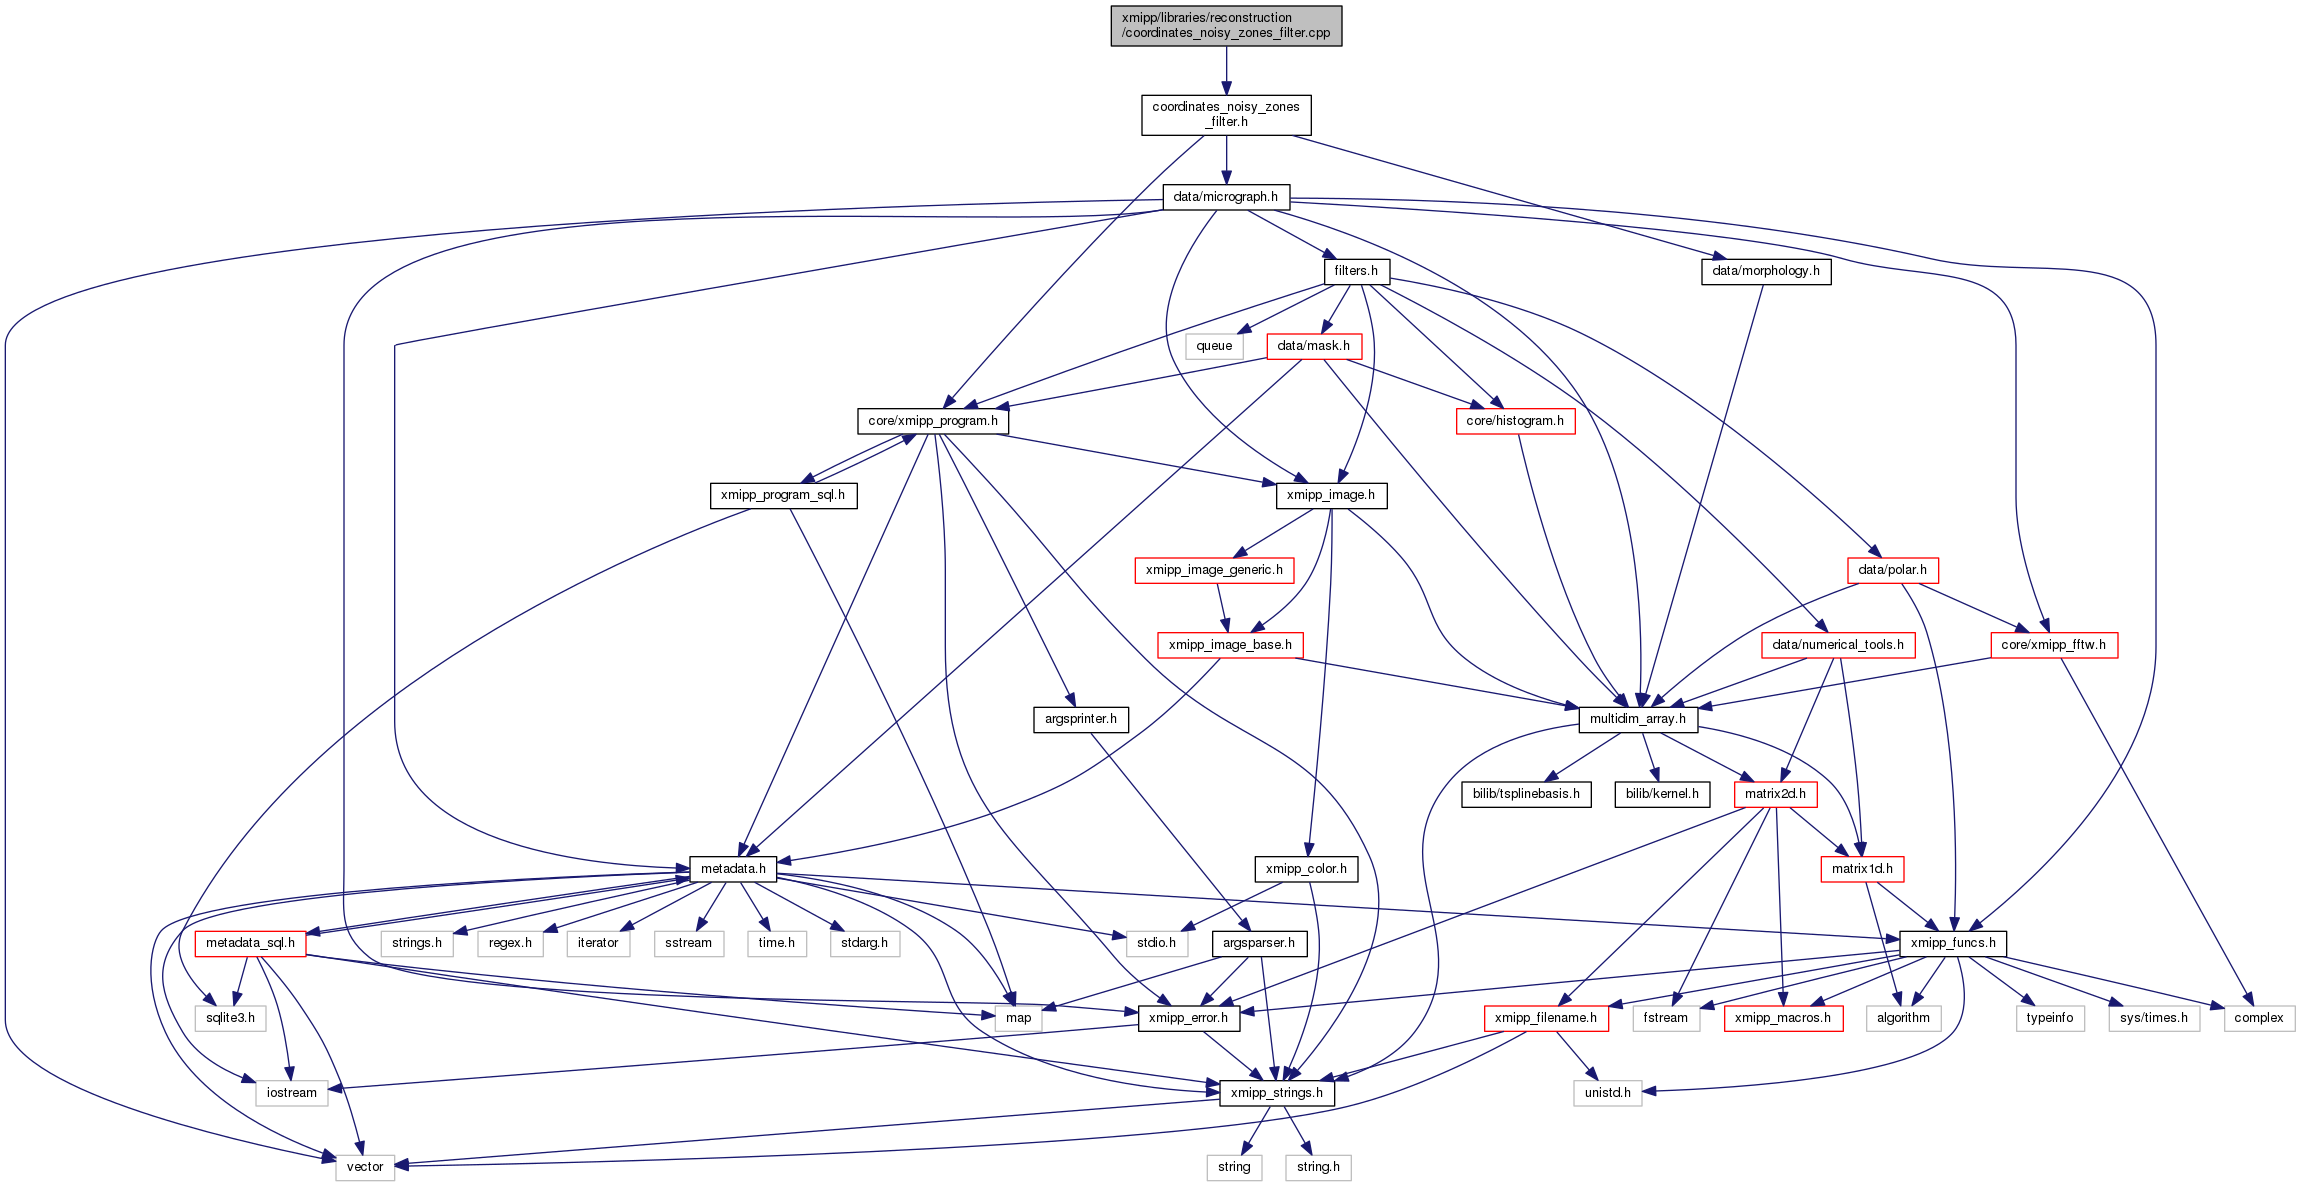 xmipp/libraries/reconstruction
/coordinates_noisy_zones_filter.cpp
coordinates_noisy_zones
_filter.h
data/micrograph.h
filters.h
data/morphology.h
queue
data/mask.h
core/xmipp_program.h
core/histogram.h
xmipp_program_sql.h
xmipp_image.h
xmipp_image_generic.h
data/polar.h
xmipp_image_base.h
data/numerical_tools.h
core/xmipp_fftw.h
argsprinter.h
multidim_array.h
bilib/tsplinebasis.h
bilib/kernel.h
matrix2d.h
metadata.h
xmipp_color.h
matrix1d.h
metadata_sql.h
strings.h
regex.h
iterator
sstream
time.h
stdarg.h
stdio.h
argsparser.h
xmipp_funcs.h
sqlite3.h
map
xmipp_error.h
xmipp_filename.h
fstream
xmipp_macros.h
algorithm
typeinfo
sys/times.h
complex
iostream
xmipp_strings.h
unistd.h
vector
string
string.h